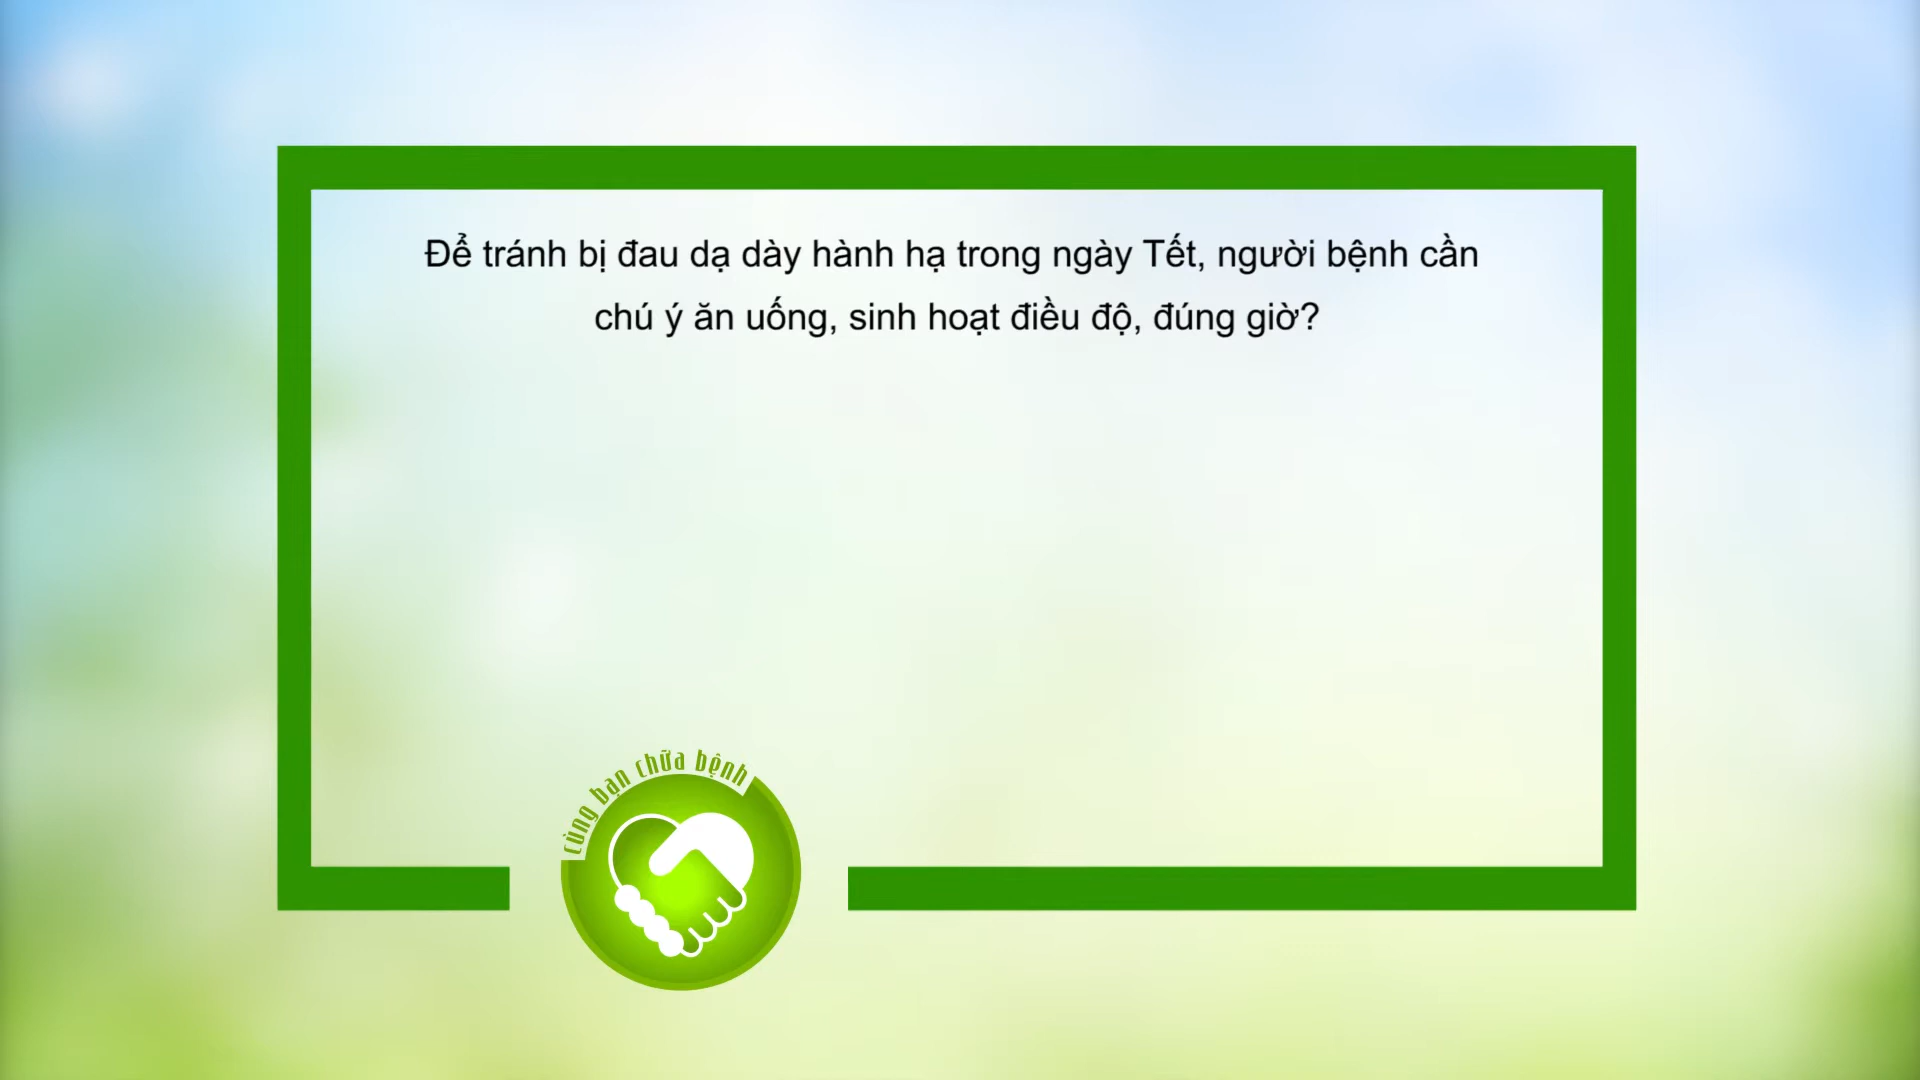 Để tránh bị đau dạ dày hành hạ trong ngày Tết, người bệnh cần
chú ý ăn uống, sinh hoạt điều độ, đúng giờ?
cùng bạn chữa bệnh